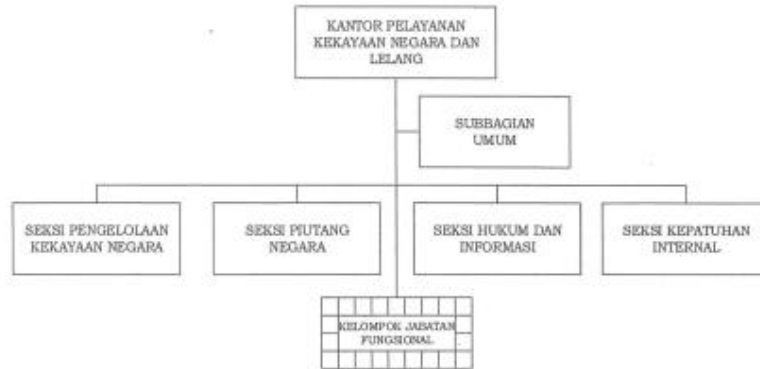 KANTOR PELAYANAN
KEKAYAAN NEGARA DAN
LELANG
SUBBAGIAN
UMUM
SEKSI PENGELOLAAN
KEKAYAAN NEGARA
SEKSI PIUTANG
NEGARA
SEKSI HUKUM DAN
INFORMASI
SEKSI KEPATUHAN
INTERNAL
KELOMPOK JABATAN
FUNGSIONAL